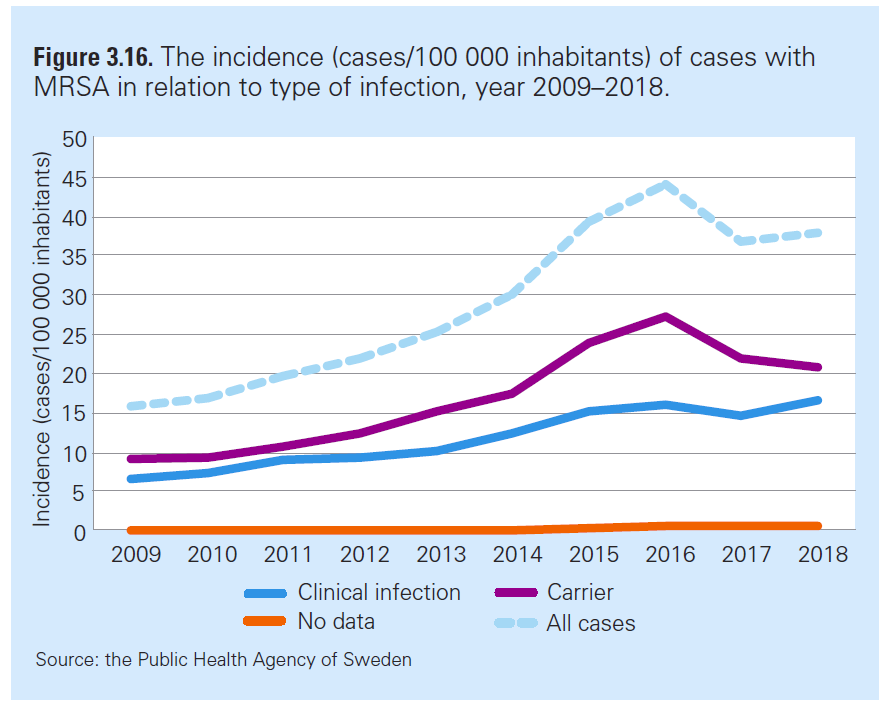 Figure 3.16. The incidence (cases/100 000 inhabitants) of cases with
MRSA in relation to type of infection, year 2009–2018.
Incidence (cases/100 000 inhabitants)
50
45
40
35
30
25
20
15
10
5
0
2009 2010 2011 2012 2013 2014 2015 2016 2017 2018
Clinical infection Carrier
No data All cases
Source: the Public Health Agency of Sweden